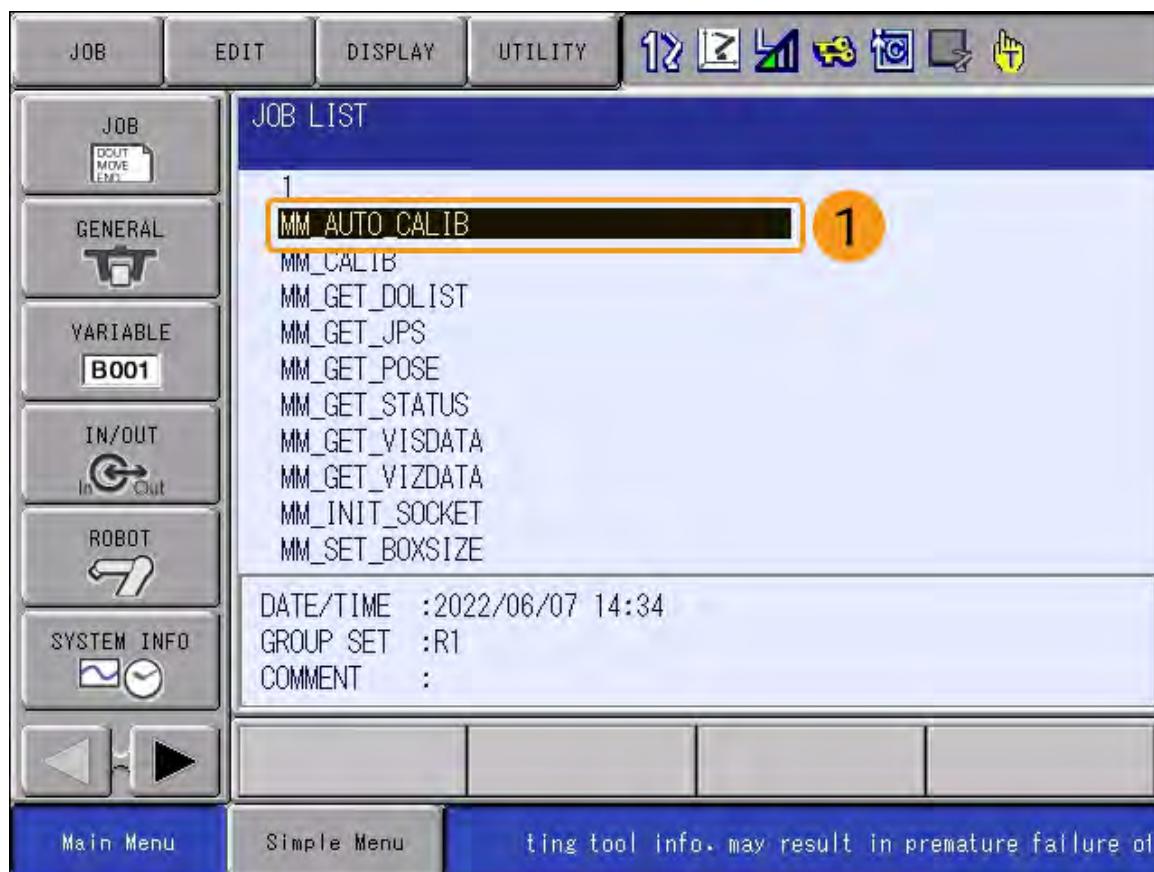 JOB EDIT DISPLAY UTILITY
JOB
DOUT
MOVE
END
GENERAL
VARIABLE
B001
IN/OUT
In Out
ROBOT
SYSTEM INFO
JOB LIST
1
MM_AUTO_CALIB 1
MM_CALIB
MM_GET_DOLIST
MM_GET_JPS
MM_GET_POSE
MM_GET_STATUS
MM_GET_VISDATA
MM_GET_VIZDATA
MM_INIT_SOCKET
MM_SET_BOXSIZE
DATE/TIME :2022/06/07 14:34
GROUP SET :R1
COMMENT :
Main Menu Simple Menu ting tool info. may result in premature failure of